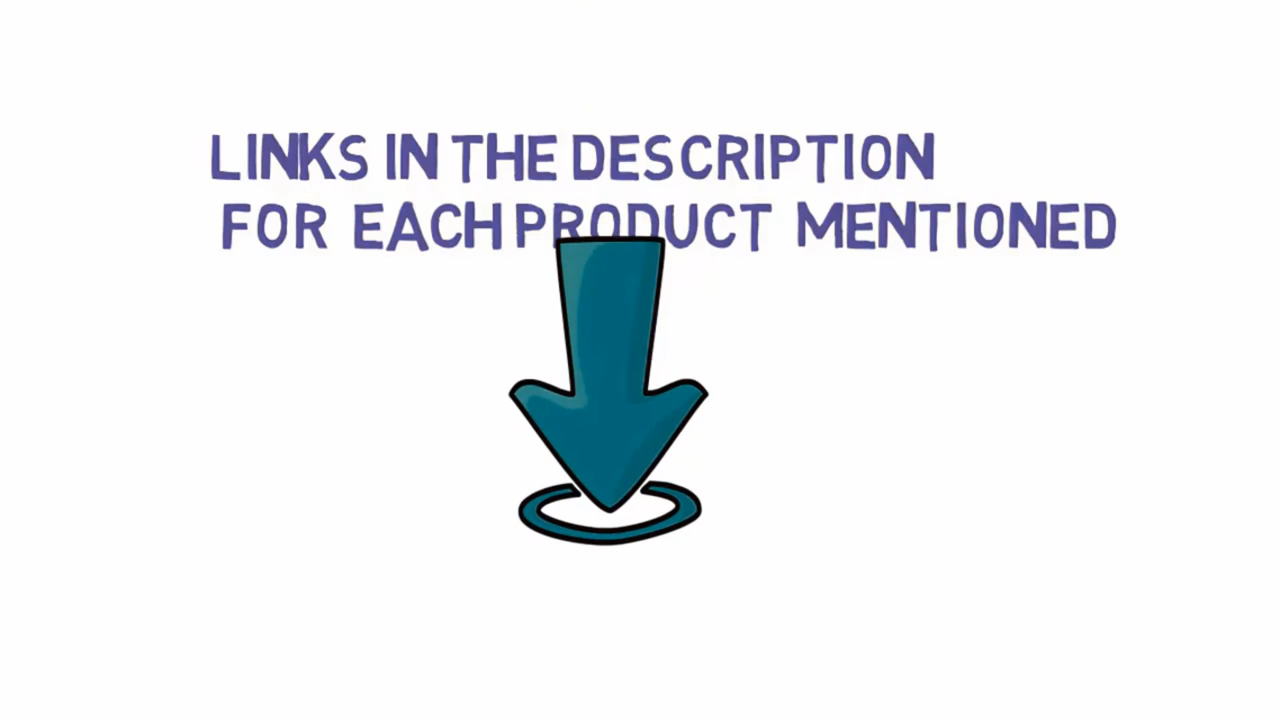 LINKS IN THE DESCRIPTION
FOR EACH PRODUCT MENTIONED